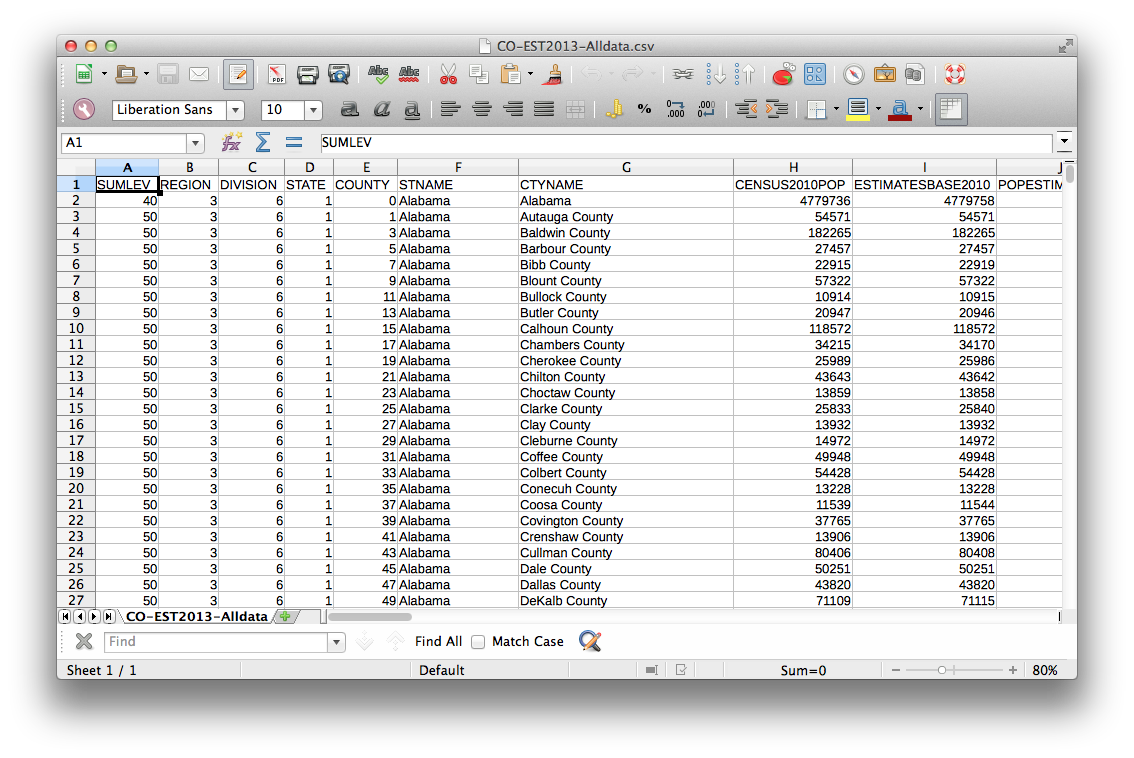 CO-EST2013-Alldata.csv
PDF Abc Abc
Liberation Sans 10 a a a % 0→ .000 .000 0↵ a
A1 fx Σ = SUMLEV
A B C D E F G H I J
1 SUMLEV REGION DIVISION STATE COUNTY STNAME CTYNAME CENSUS2010POP ESTIMATESBASE2010 POPESTIM
2 40 3 6 1 0 Alabama Alabama 4779736 4779758
3 50 3 6 1 1 Alabama Autauga County 54571 54571
4 50 3 6 1 3 Alabama Baldwin County 182265 182265
5 50 3 6 1 5 Alabama Barbour County 27457 27457
6 50 3 6 1 7 Alabama Bibb County 22915 22919
7 50 3 6 1 9 Alabama Blount County 57322 57322
8 50 3 6 1 11 Alabama Bullock County 10914 10915
9 50 3 6 1 13 Alabama Butler County 20947 20946
10 50 3 6 1 15 Alabama Calhoun County 118572 118572
11 50 3 6 1 17 Alabama Chambers County 34215 34170
12 50 3 6 1 19 Alabama Cherokee County 25989 25986
13 50 3 6 1 21 Alabama Chilton County 43643 43642
14 50 3 6 1 23 Alabama Choctaw County 13859 13858
15 50 3 6 1 25 Alabama Clarke County 25833 25840
16 50 3 6 1 27 Alabama Clay County 13932 13932
17 50 3 6 1 29 Alabama Cleburne County 14972 14972
18 50 3 6 1 31 Alabama Coffee County 49948 49948
19 50 3 6 1 33 Alabama Colbert County 54428 54428
20 50 3 6 1 35 Alabama Conecuh County 13228 13228
21 50 3 6 1 37 Alabama Coosa County 11539 11544
22 50 3 6 1 39 Alabama Covington County 37765 37765
23 50 3 6 1 41 Alabama Crenshaw County 13906 13906
24 50 3 6 1 43 Alabama Cullman County 80406 80408
25 50 3 6 1 45 Alabama Dale County 50251 50251
26 50 3 6 1 47 Alabama Dallas County 43820 43820
27 50 3 6 1 49 Alabama DeKalb County 71109 71115
CO-EST2013-Alldata
Find Find All Match Case
Sheet 1 / 1 Default Sum=0 80%